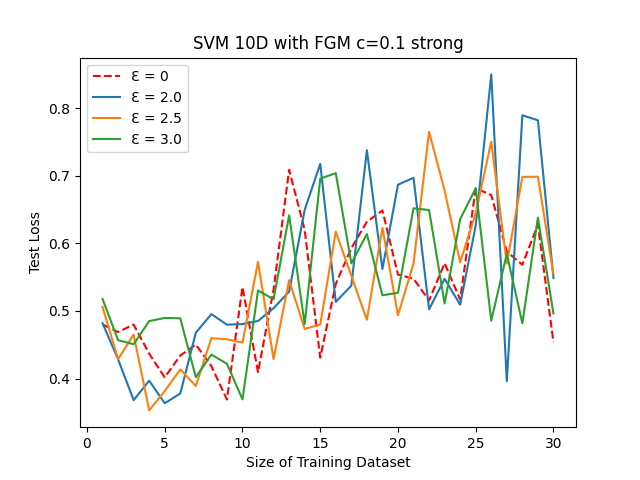 SVM 10D with FGM c=0.1 strong
Ɛ = 0
Ɛ = 2.0
Ɛ = 2.5
Ɛ = 3.0
0.8
0.7
0.6
0.5
0.4
Test Loss
0 5 10 15 20 25 30
Size of Training Dataset